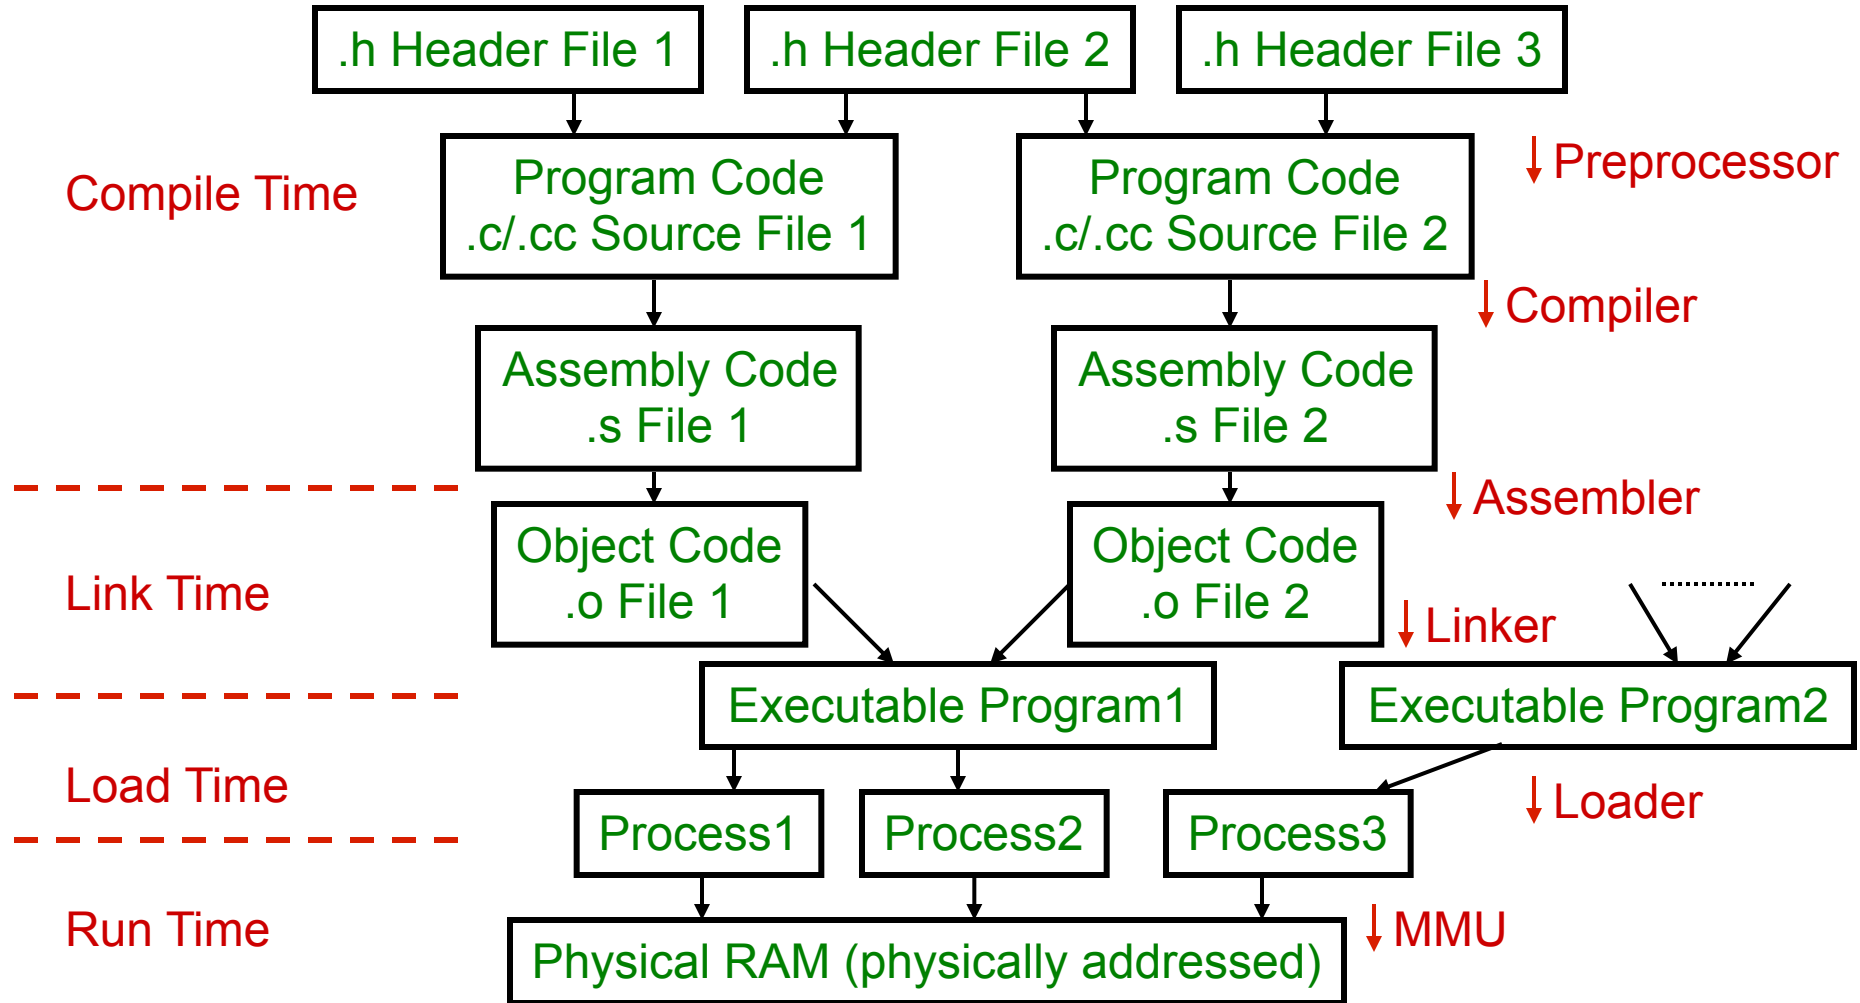 .h Header File 1
.h Header File 2
.h Header File 3
Compile Time
Program Code
.c/.cc Source File 1
Program Code
.c/.cc Source File 2
Preprocessor
Compiler
Assembly Code
.s File 1
Assembly Code
.s File 2
Assembler
Link Time
Object Code
.o File 1
Object Code
.o File 2
Linker
Executable Program1
Executable Program2
Load Time
Process1
Process2
Process3
Loader
Run Time
MMU
Physical RAM (physically addressed)